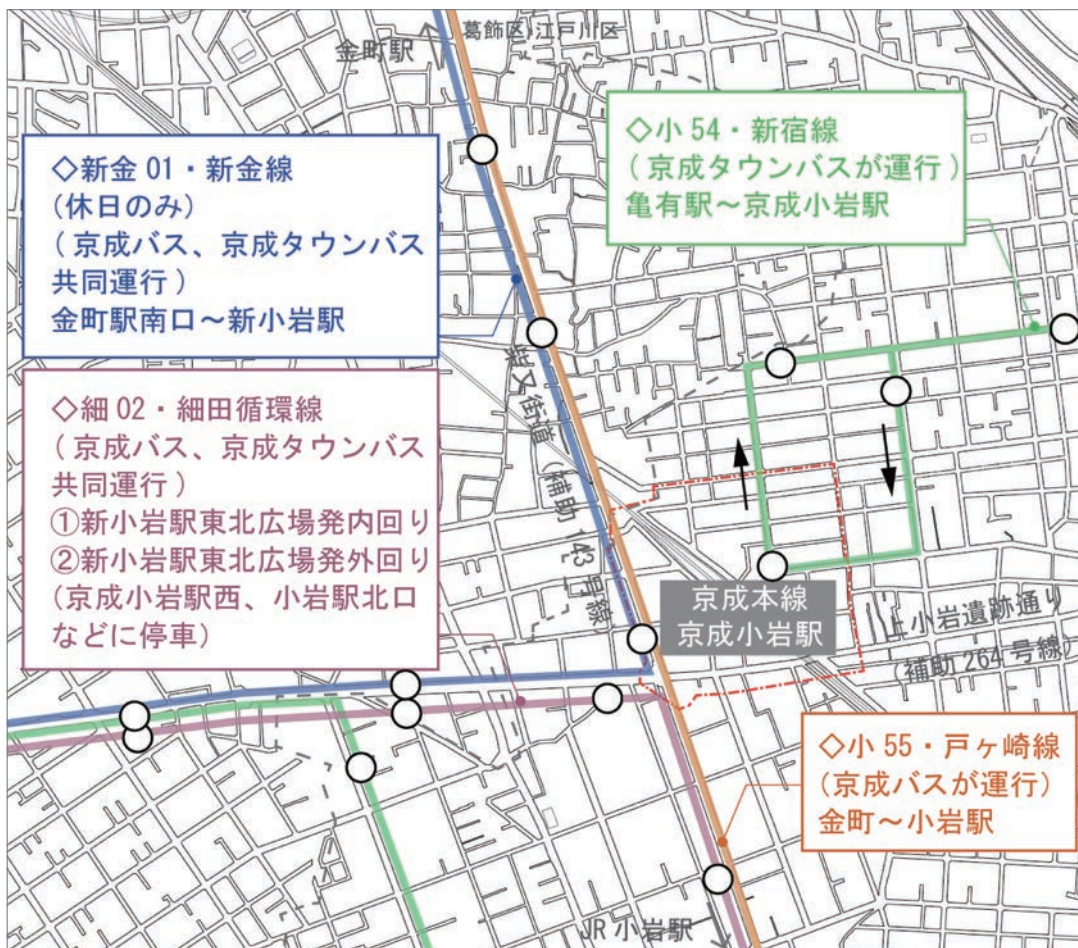 葛飾区 江戸川区
金町駅
◇新金 01・新金線
(休日のみ)
( 京成バス、京成タウンバス
共同運行 )
金町駅南口～新小岩駅
◇小 54・新宿線
( 京成タウンバスが運行 )
亀有駅～京成小岩駅
◇細 02・細田循環線
( 京成バス、京成タウンバス
共同運行 )
①新小岩駅東北広場発内回り
②新小岩駅東北広場発外回り
(京成小岩駅西、小岩駅北口
などに停車)
柴又街道 (補助 143 号線)
京成本線
京成小岩駅
上小岩遺跡通り
(補助 264 号線)
◇小 55・戸ヶ崎線
(京成バスが運行)
金町～小岩駅
JR 小岩駅